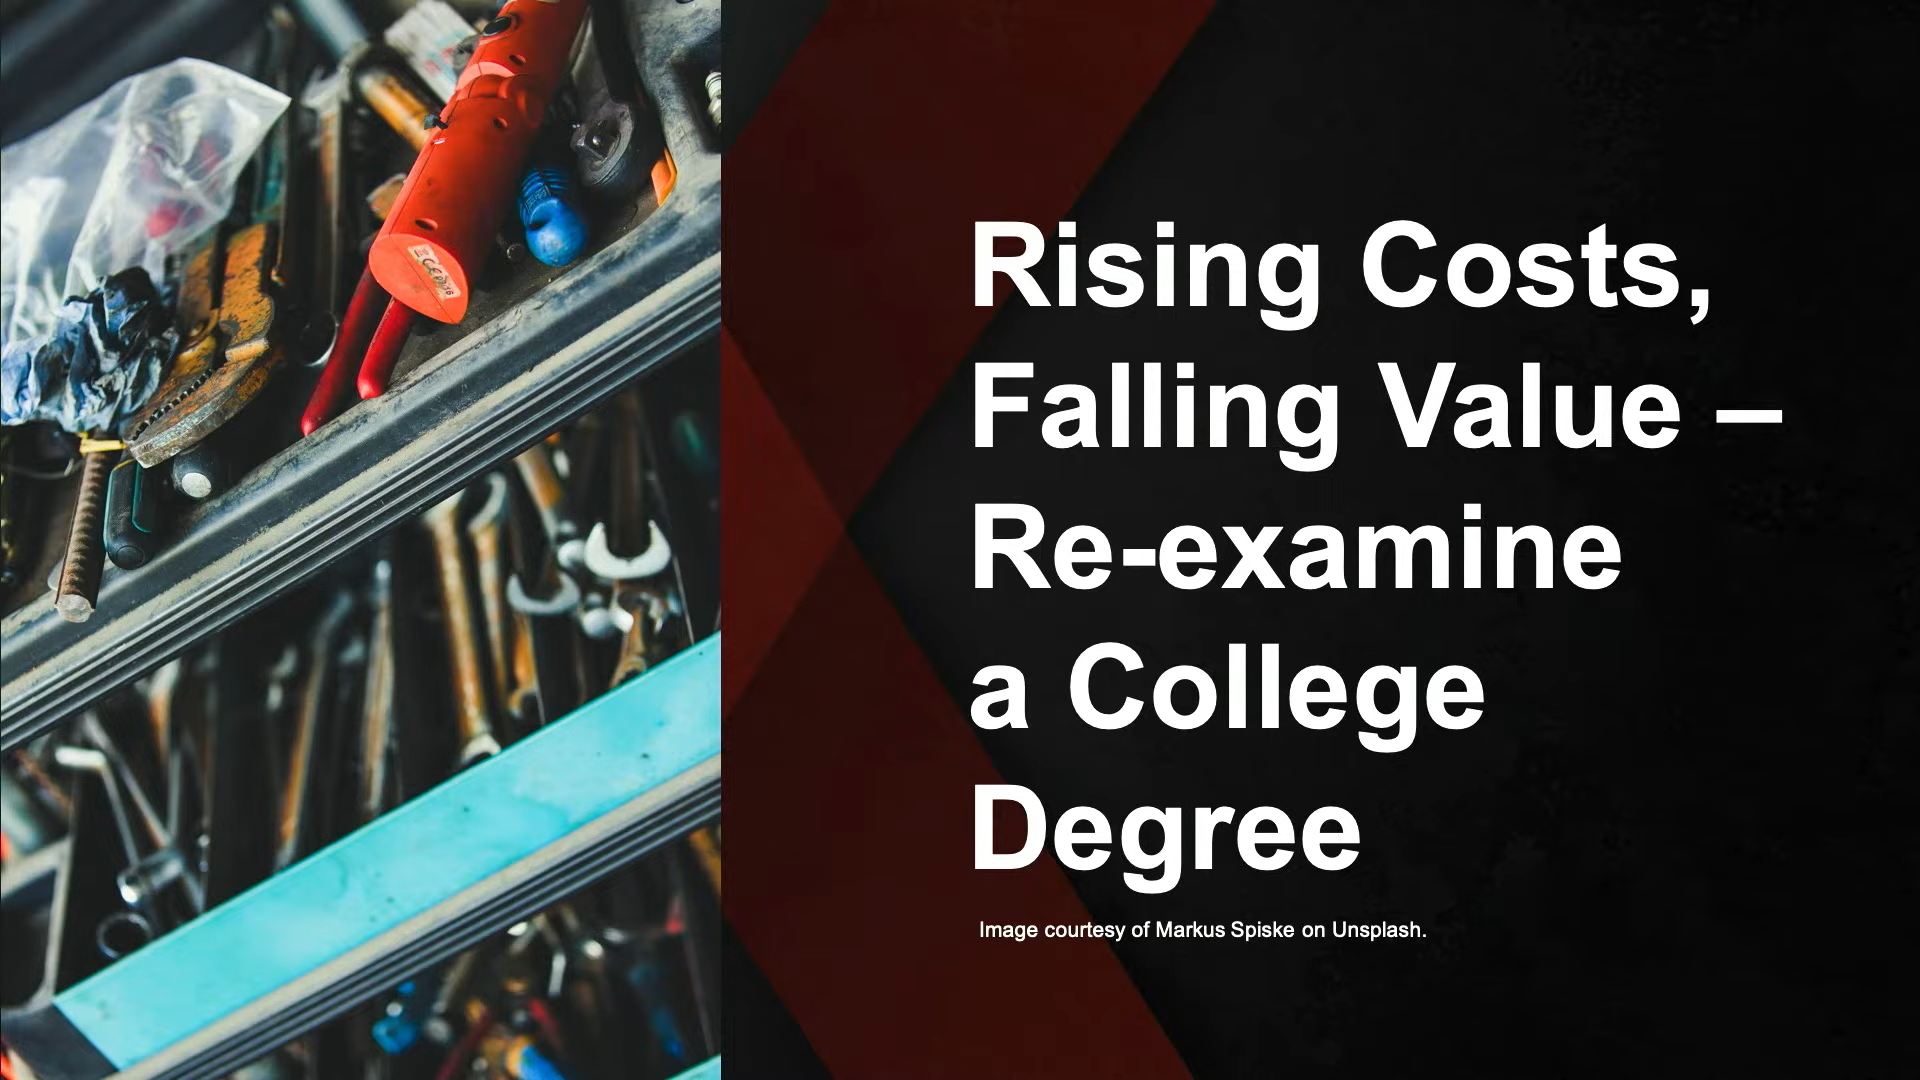 Rising Costs,
Falling Value –
Re-examine
a College
Degree
Image courtesy of Markus Spiske on Unsplash.